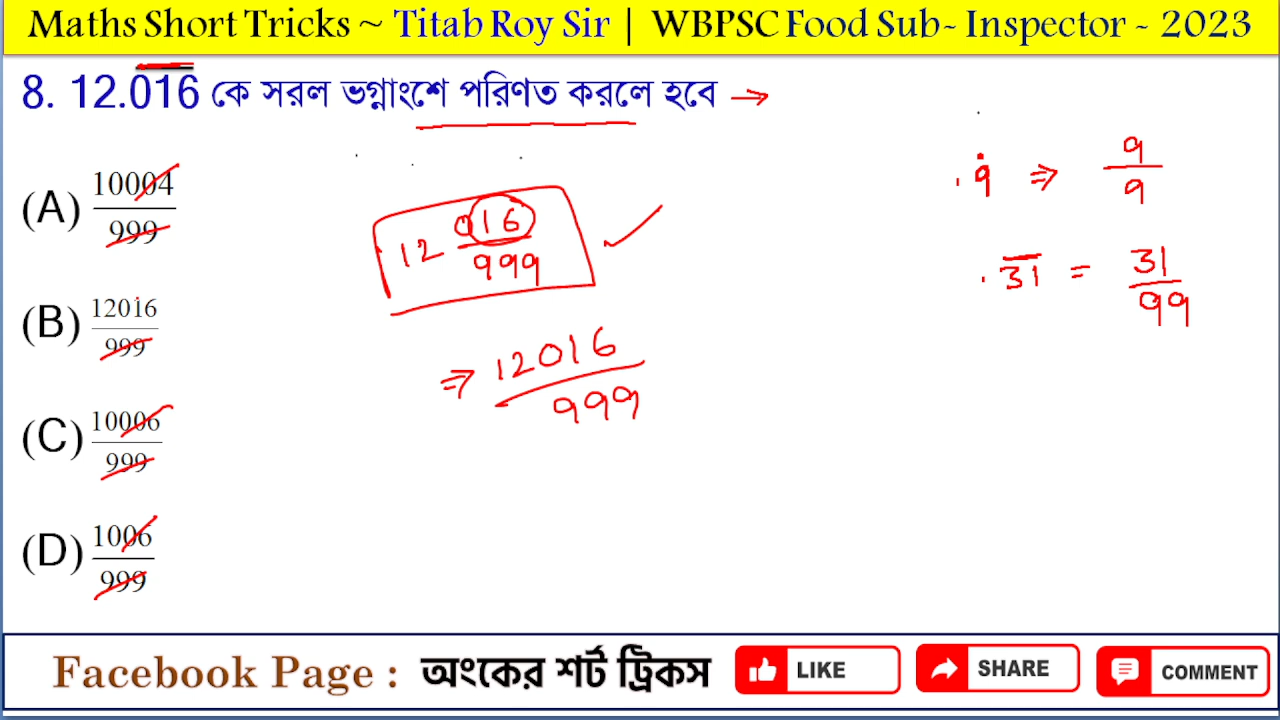 Maths Short Tricks ~ Titab Roy Sir | WBPSC Food Sub- Inspector - 2023
8. 12.016 কে সরল ভগ্নাংশে পরিণত করলে হবে →
(A) 10004
999
(B) 12016
999
(C) 10006
999
(D) 1006
999
12 016
999
⇒ 12016
999
.9̇ ⇒ 9
9
.3̅1̅ = 31
99
Facebook Page : অংকের শর্ট ট্রিকস
LIKE
SHARE
COMMENT